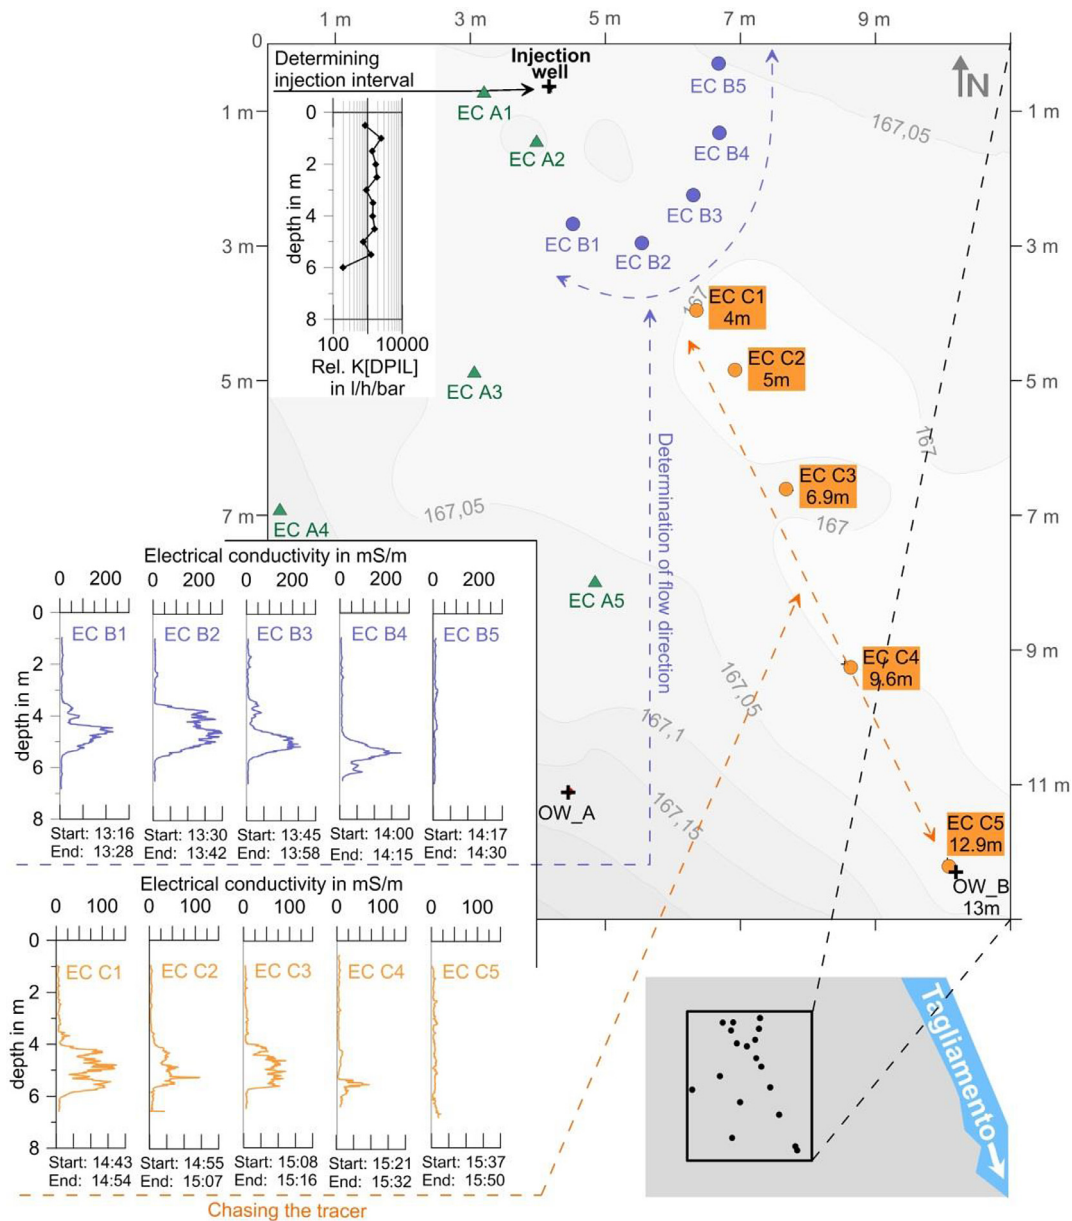 1 m 3 m 5 m 7 m 9 m
0
Determining
injection interval
Injection
well
EC B5
N
EC A1
1 m
1 m
167,05
EC A2
EC B4
0
2
4
6
8
depth in m
100 10000
Rel. K[DPIL]
in l/h/bar
EC B3
EC B1
EC B2
3 m
3 m
167
EC C1
4m
EC C2
5m
5 m
5 m
EC A3
Determination of flow direction
167
EC C3
6.9m
167,05
167
7 m
7 m
EC A4
EC A5
EC C4
9.6m
9 m
167,05
167,1
167,15
11 m
OW_A
EC C5
12.9m
OW_B
13m
Electrical conductivity in mS/m
0 200 0 200 0 200 0 200 0 200
0
2
4
6
8
depth in m
EC B1 EC B2 EC B3 EC B4 EC B5
Start: 13:16 13:30 13:45 14:00 14:17
End: 13:28 13:42 13:58 14:15 14:30
Electrical conductivity in mS/m
0 100 0 100 0 100 0 100 0 100
0
2
4
6
8
depth in m
EC C1 EC C2 EC C3 EC C4 EC C5
Start: 14:43 Start: 14:55 Start: 15:08 Start: 15:21 Start: 15:37
End: 14:54 End: 15:07 End: 15:16 End: 15:32 End: 15:50
Chasing the tracer
Tagliamento